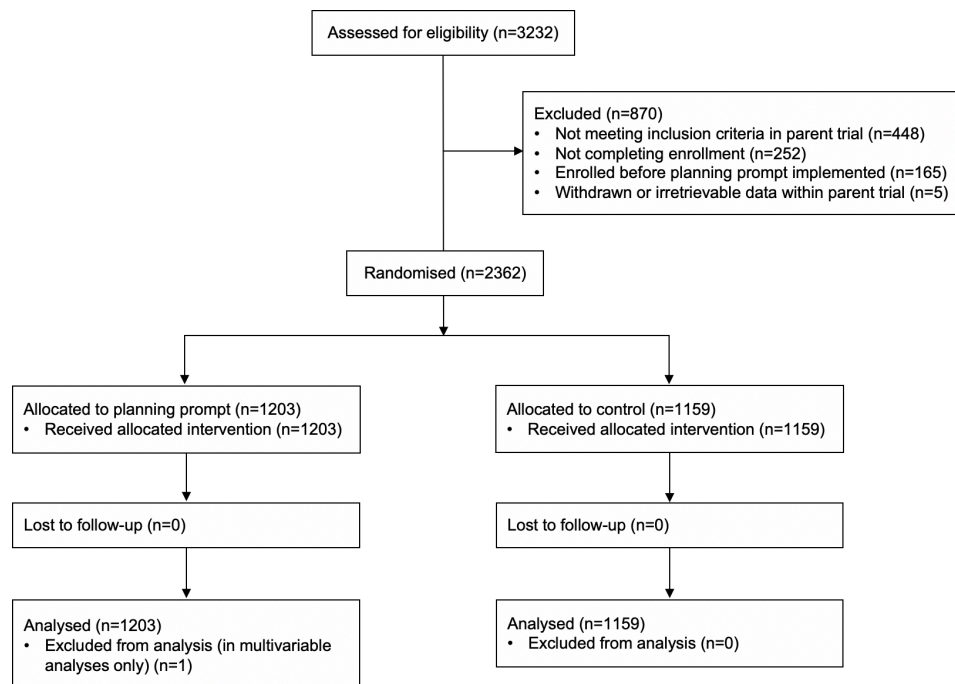 Assessed for eligibility (n=3232)
Excluded (n=870)
• Not meeting inclusion criteria in parent trial (n=448)
• Not completing enrollment (n=252)
• Enrolled before planning prompt implemented (n=165)
• Withdrawn or irretrievable data within parent trial (n=5)
Randomised (n=2362)
Allocated to planning prompt (n=1203)
• Received allocated intervention (n=1203)
Allocated to control (n=1159)
• Received allocated intervention (n=1159)
Lost to follow-up (n=0)
Lost to follow-up (n=0)
Analysed (n=1203)
• Excluded from analysis (in multivariable
analyses only) (n=1)
Analysed (n=1159)
• Excluded from analysis (n=0)